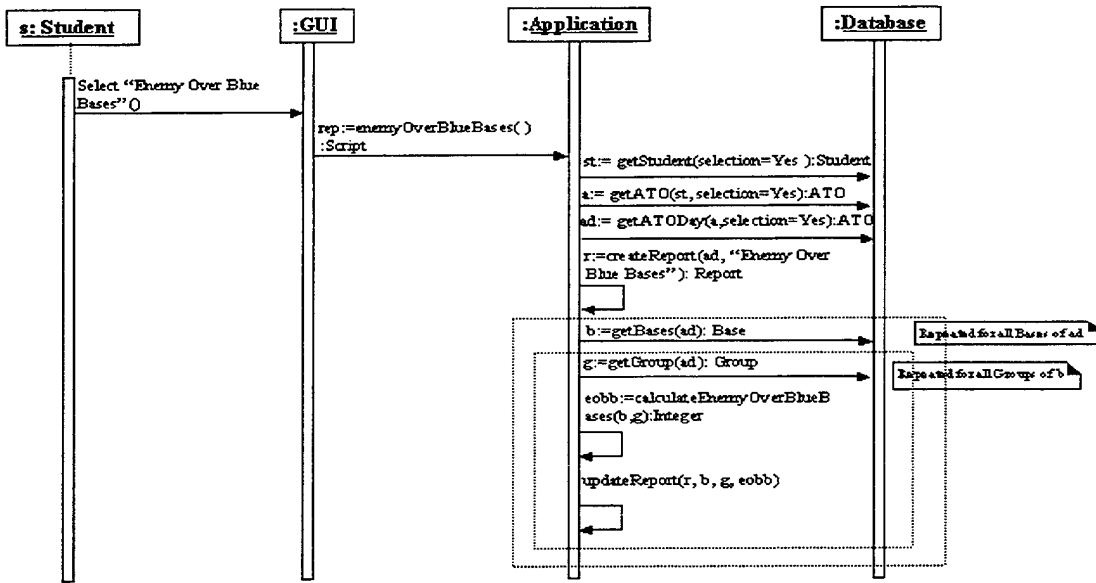 s: Student
:GUI
:Application
:Database
Select “Enemy Over Blue
Bases”()
rep:=enemyOverBlueBases( )
:Script
st:= getStudent(selection=Yes ):Student
a:= getATO(st, selection=Yes):ATO
ad:= getATODay(a,selection=Yes):ATO
r:=createReport(ad, “Enemy Over
Blue Bases”): Report
b:=getBases(ad): Base
Repeated for all Bases of ad
g:=getGroup(ad): Group
Repeated for all Groups of b
eobb:=calculateEnemyOverBlueB
ases(b,g):Integer
updateReport(r, b, g, eobb)